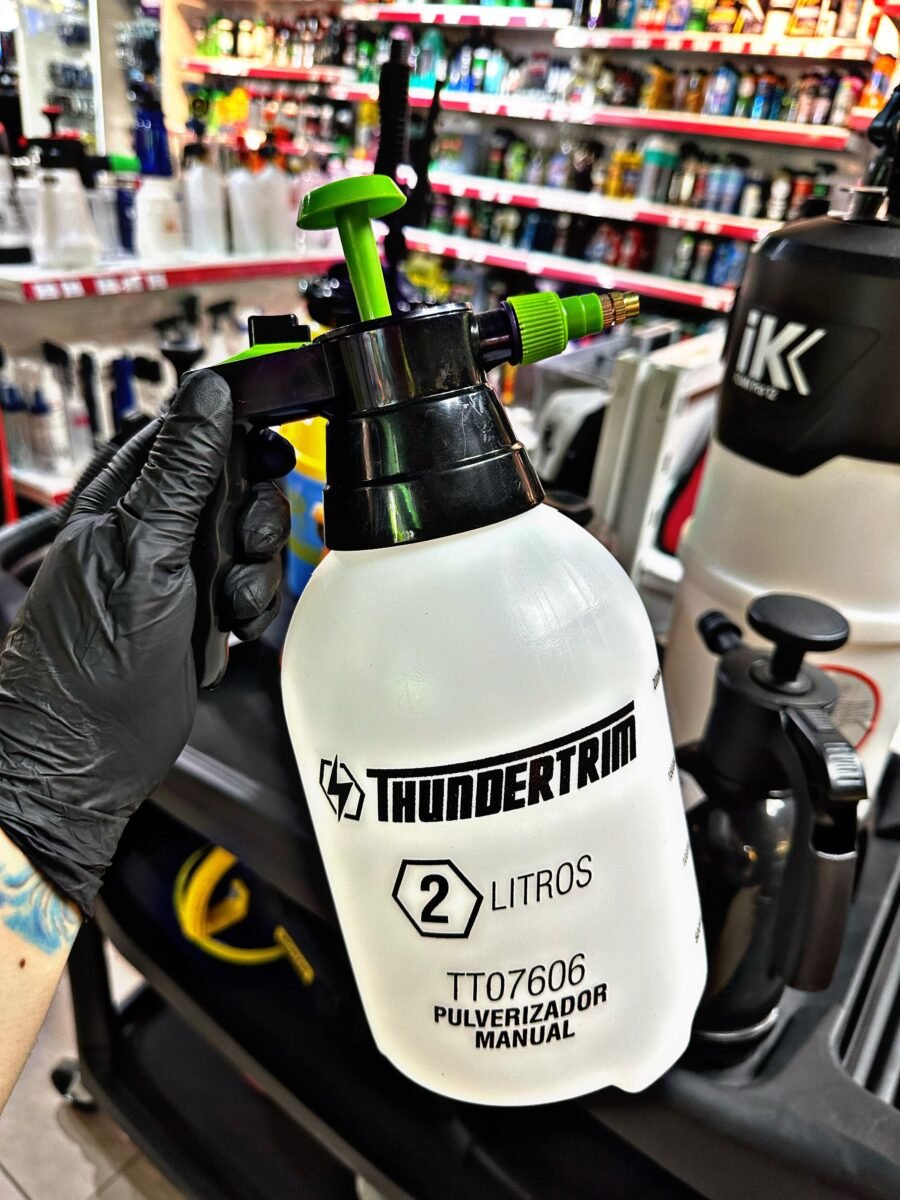 iK
THUNDERTRIM
2 LITROS
TT07606
PULVERIZADOR
MANUAL